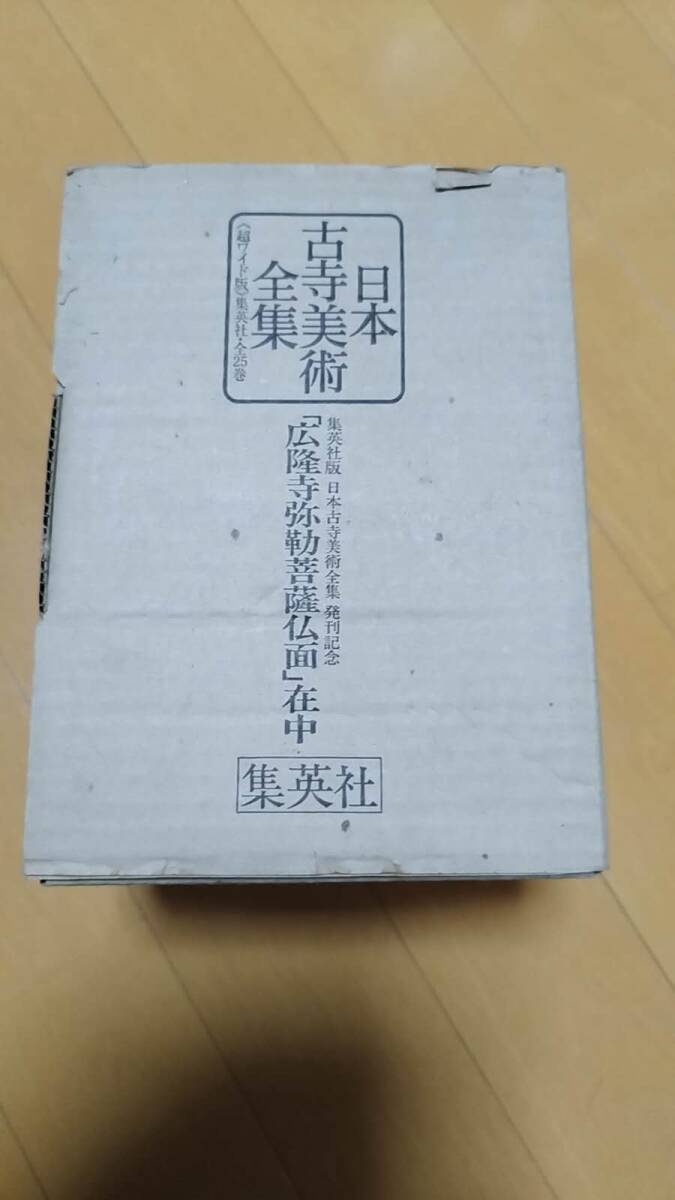 日本
古寺美術
全集
《超ワイド版》集英社・全25巻
集英社版 日本古寺美術全集 発刊記念
「広隆寺弥勒菩薩仏面」在中
集英社